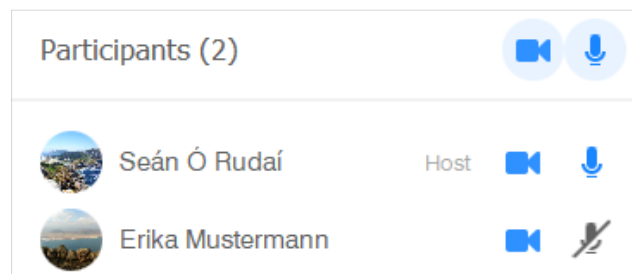 Participants (2)
Seán Ó Rudaí Host
Erika Mustermann